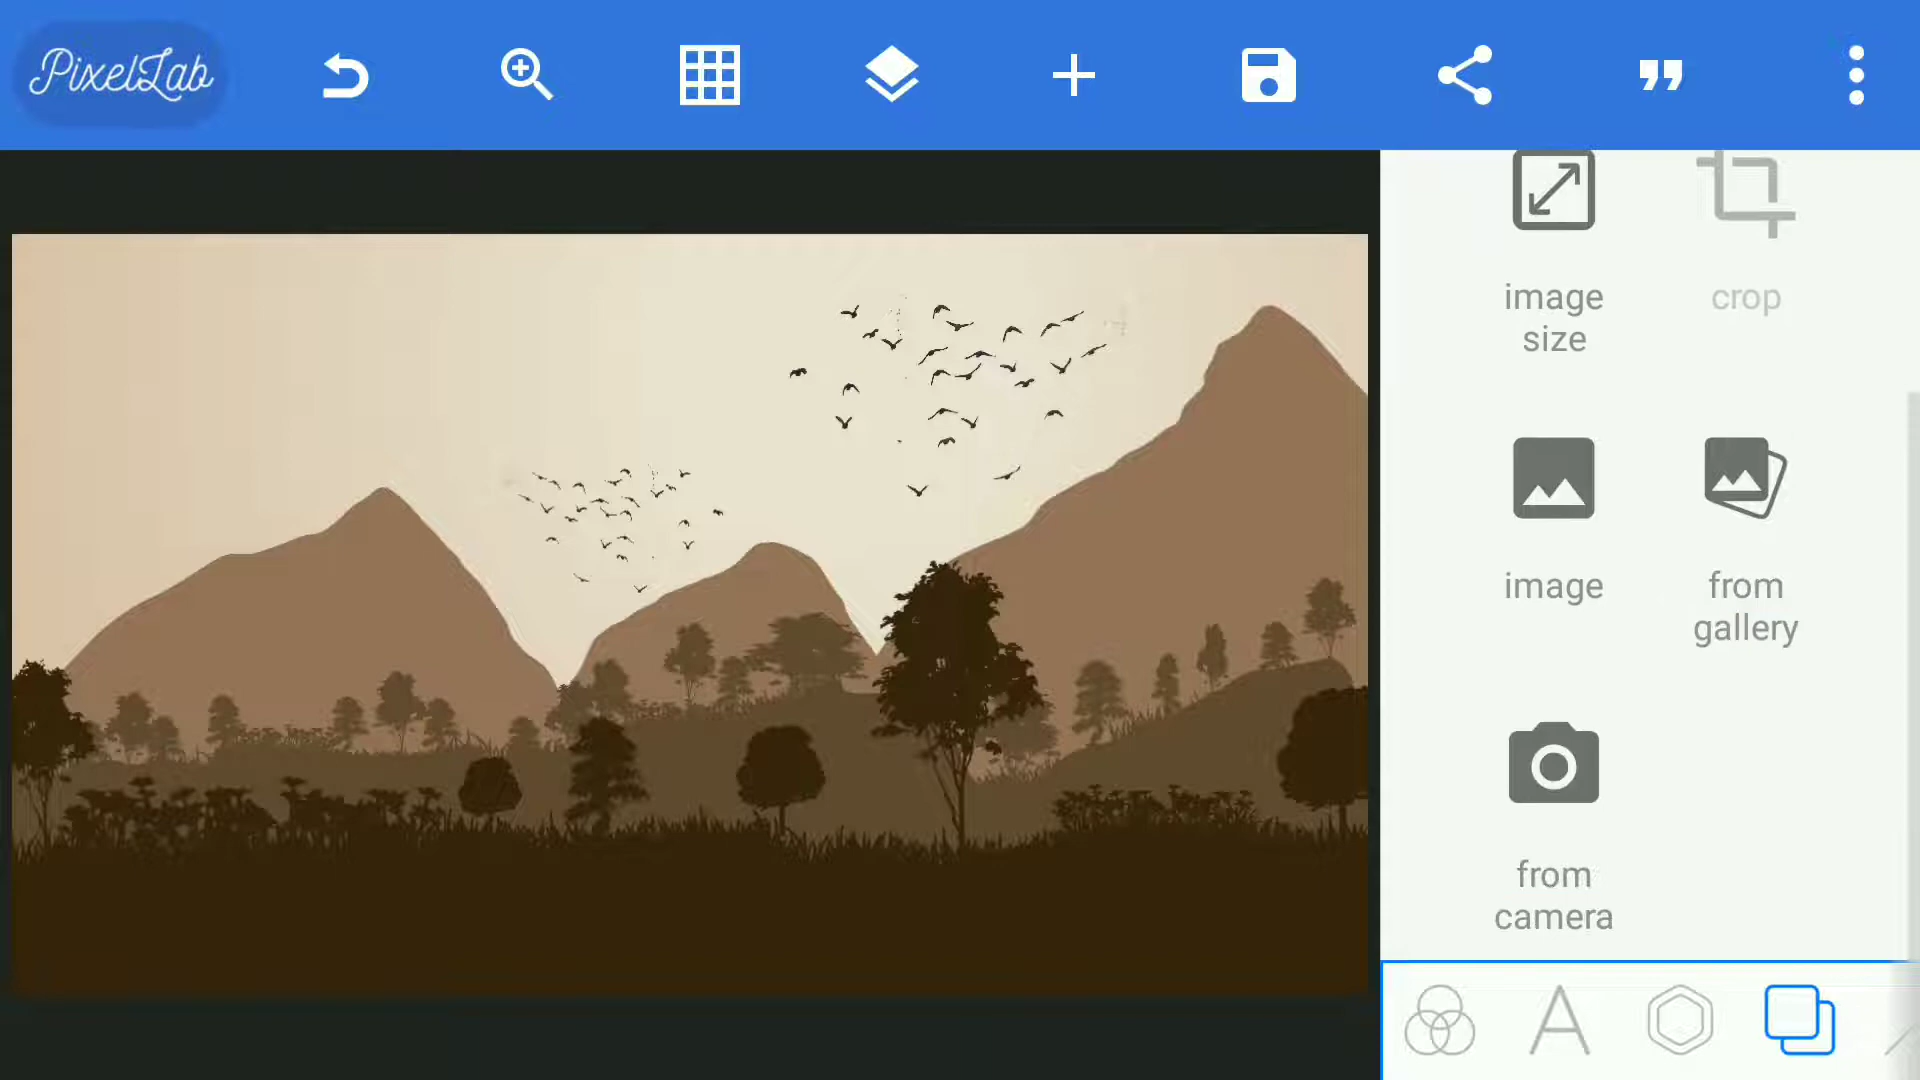 PixelLab
image
size
crop
image
from
gallery
from
camera